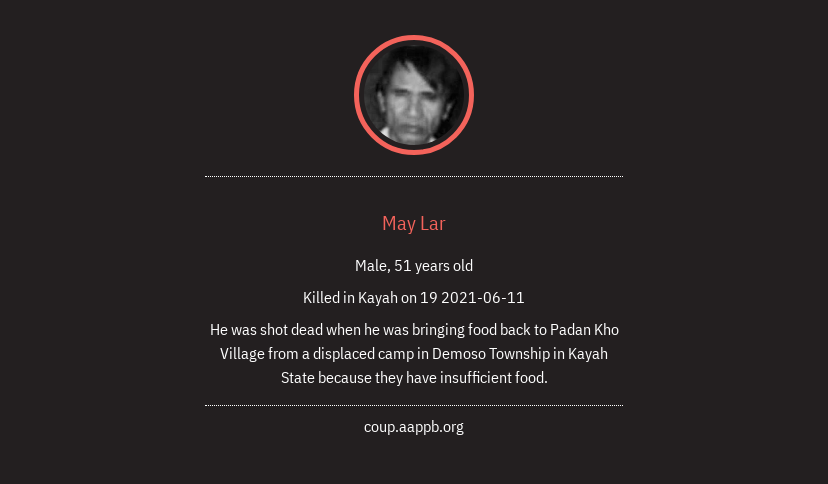 May Lar
Male, 51 years old
Killed in Kayah on 19 2021-06-11
He was shot dead when he was bringing food back to Padan Kho
Village from a displaced camp in Demoso Township in Kayah
State because they have insufficient food.
coup.aappb.org